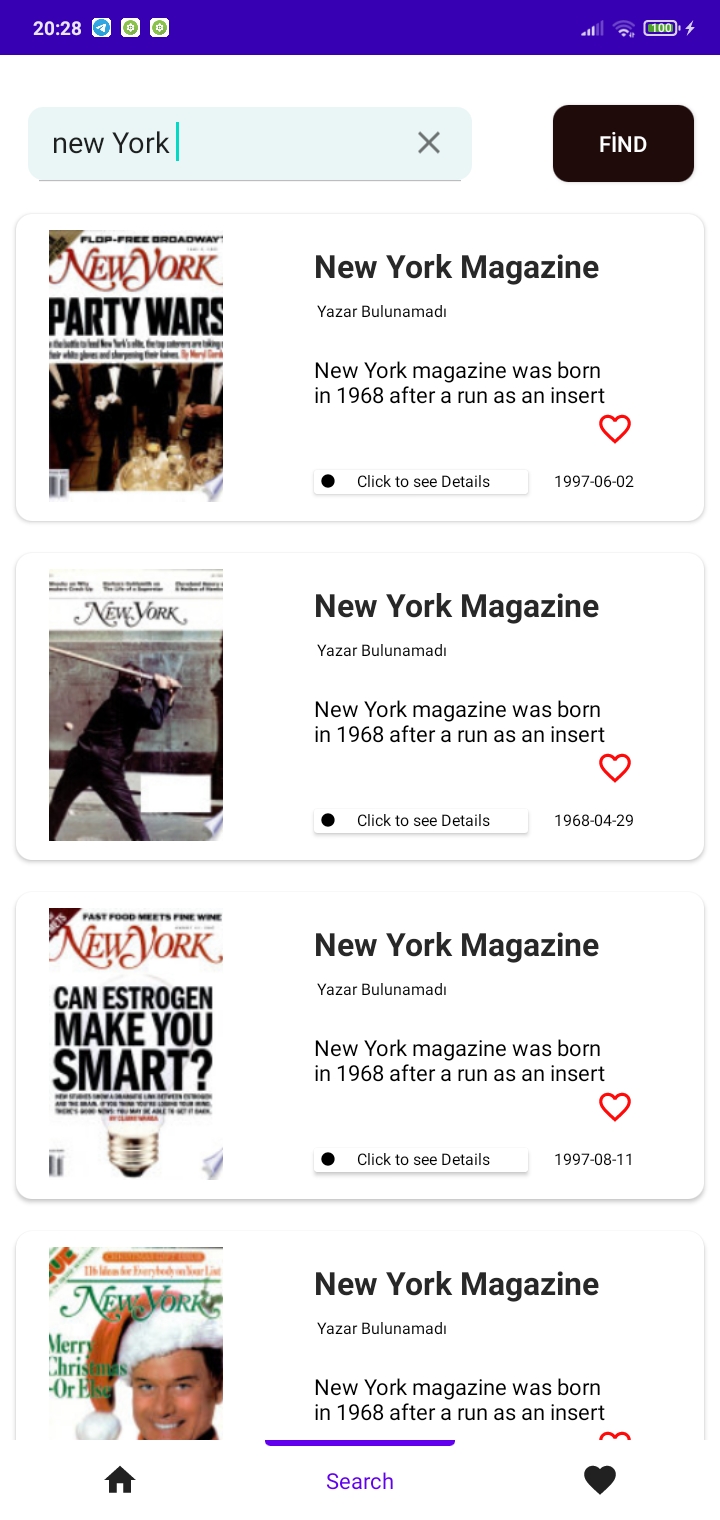 20:28
100
new York
FİND
FLOP-FREE BROADWAY
NEW YORK
PARTY WARS
New York Magazine
Yazar Bulunamadı
New York magazine was born
in 1968 after a run as an insert
Click to see Details
1997-06-02
NEW YORK
New York Magazine
Yazar Bulunamadı
New York magazine was born
in 1968 after a run as an insert
Click to see Details
1968-04-29
FAST FOOD MEETS FINE WINE
NEW YORK
CAN ESTROGEN
MAKE YOU
SMART?
New York Magazine
Yazar Bulunamadı
New York magazine was born
in 1968 after a run as an insert
Click to see Details
1997-08-11
Ideas for Everybody on Your List
NEW YORK
Merry
Christmas
-Or Else
New York Magazine
Yazar Bulunamadı
New York magazine was born
in 1968 after a run as an insert
Search